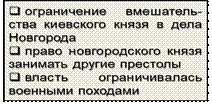 ❑ ограничение вмешатель-
ства киевского князя в дела
Новгорода
❑ право новгородского князя
занимать другие престолы
❑ власть ограничивалась
военными походами